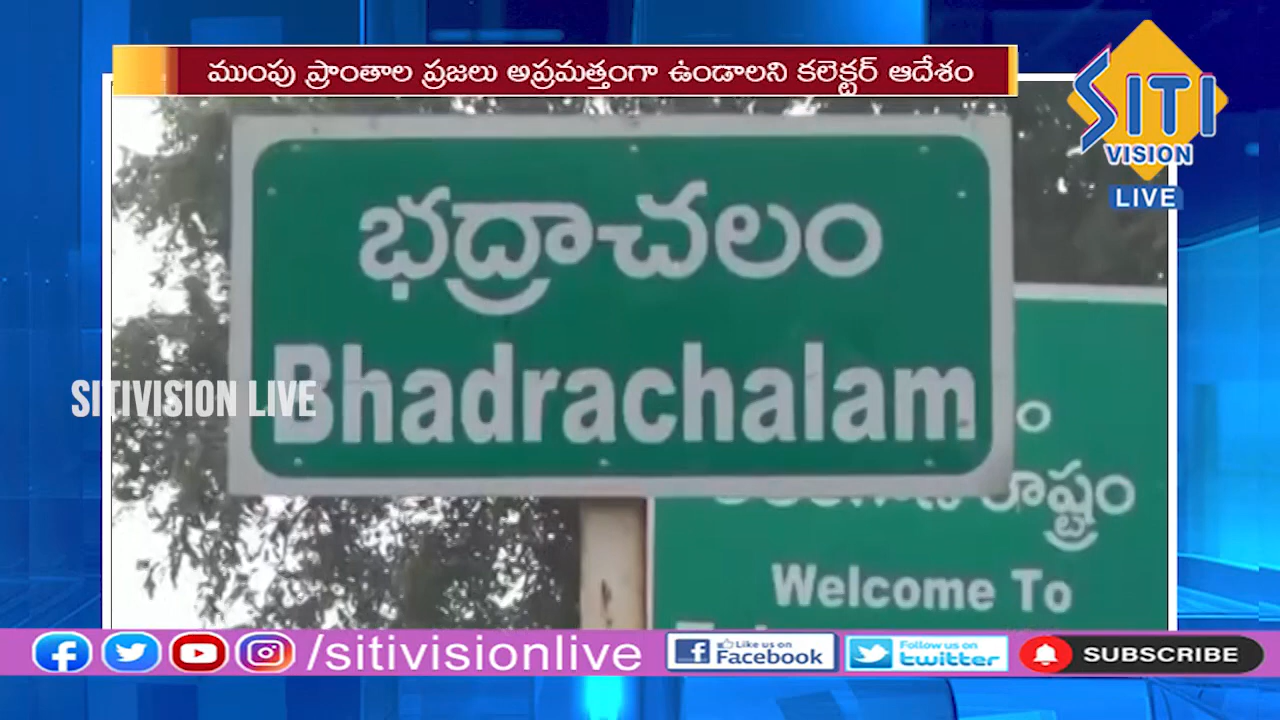 ముంపు ప్రాంతాల ప్రజలు అప్రమత్తంగా ఉండాలని కలెక్టర్ ఆదేశం
SITI
VISION
LIVE
భద్రాచలం
Bhadrachalam
SITIVISION LIVE
రాష్ట్రం
Welcome To
/sitivisionlive
Like us on
Facebook
Follow us on
twitter
SUBSCRIBE